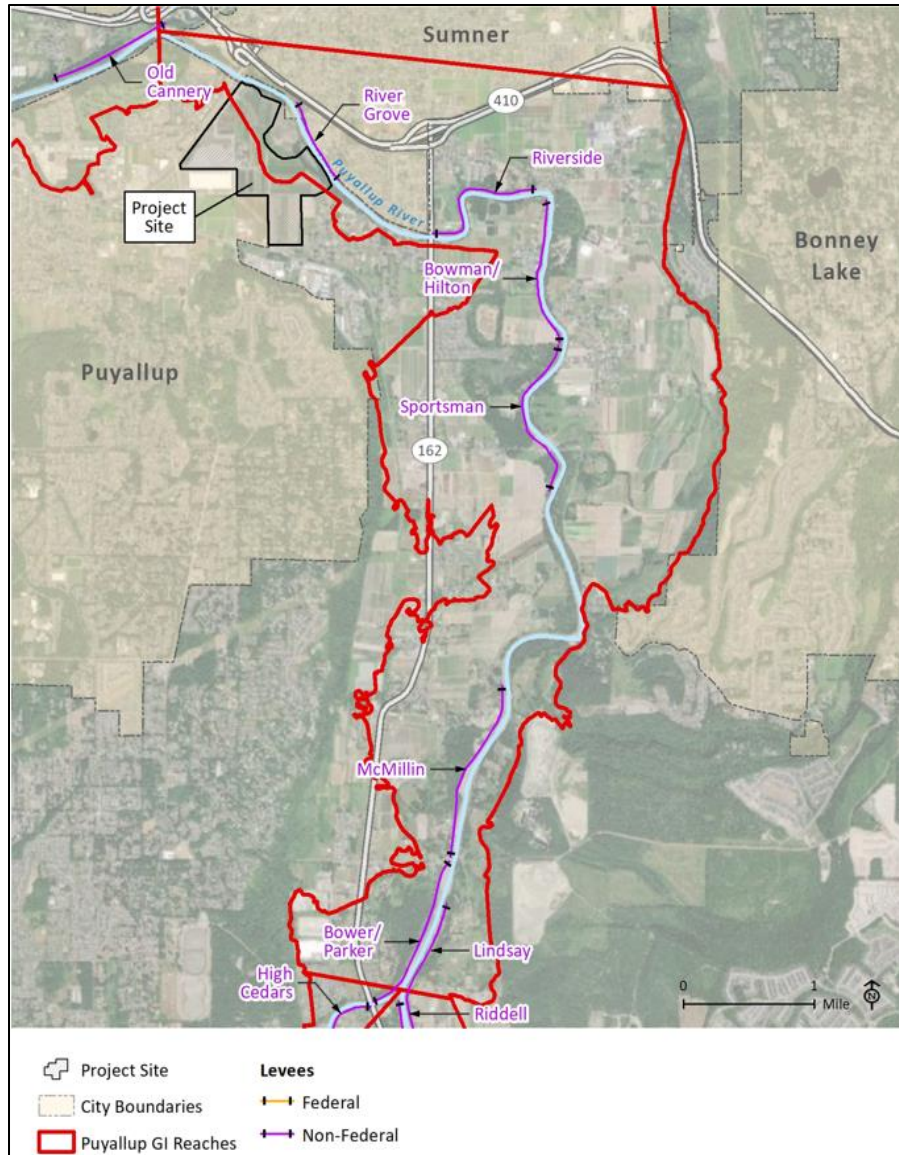 Sumner
Old
Cannery
River
Grove
410
Riverside
Puyallup River
Project
Site
Bonney
Lake
Bowman/
Hilton
Puyallup
Sportsman
162
McMillin
Bower/
Parker
Lindsay
High
Cedars
Riddell
0 1
Mile
N
Project Site
City Boundaries
Puyallup GI Reaches
Levees
Federal
Non-Federal